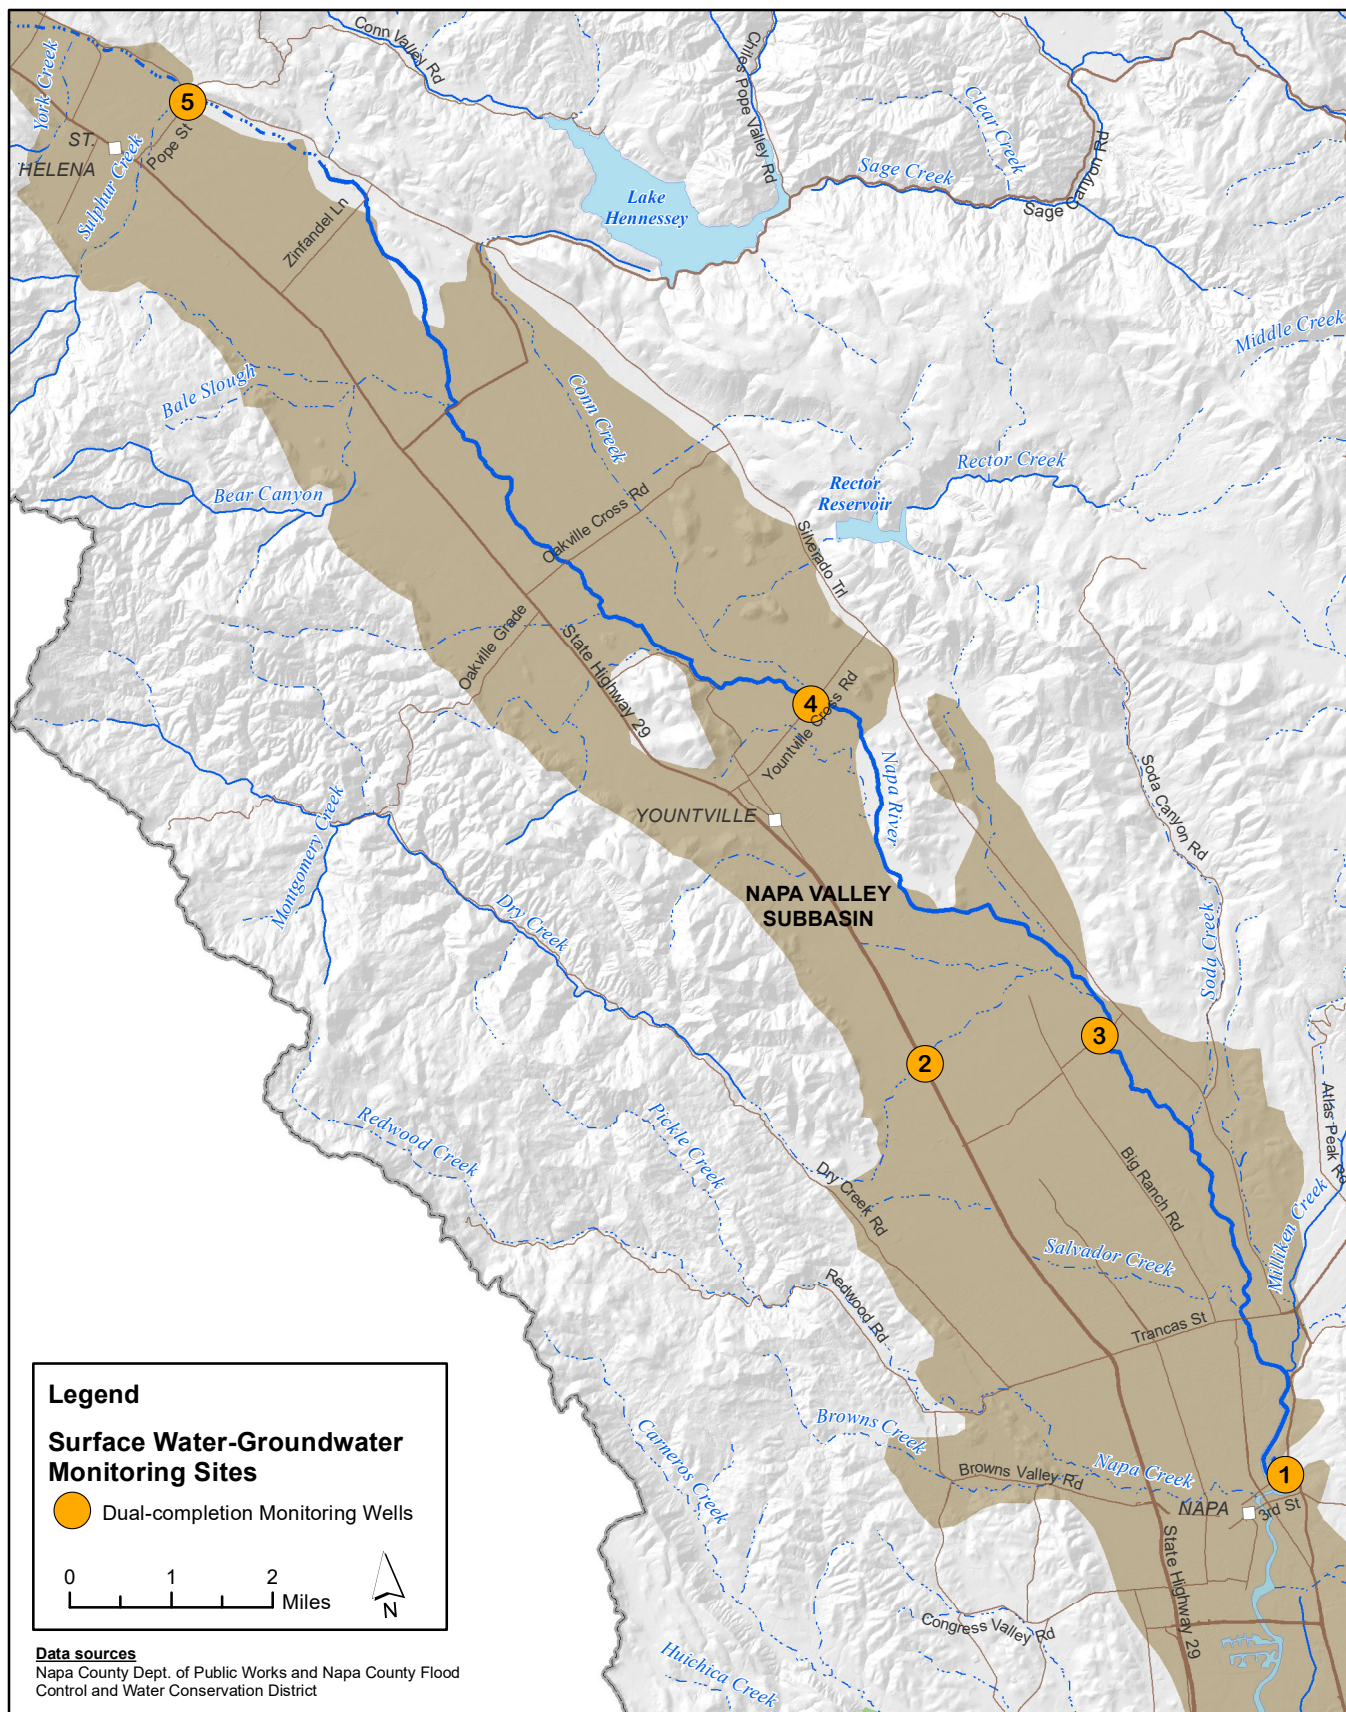 Conn Valley Rd
Chiles Pope Valley Rd
York Creek
Clear Creek
5
ST.
HELENA
Pope St
Sulphur Creek
Sage Creek
Sage Canyon Rd
Lake
Hennessey
Zinfandel Ln
Middle Creek
Bale Slough
Conn Creek
Bear Canyon
Rector Creek
Rector
Reservoir
Oakville Cross Rd
Silverado Trl
Oakville Grade
State Highway 29
4
Yountville Cross Rd
Napa River
Soda Canyon Rd
YOUNTVILLE
Montgomery Creek
Dry Creek
NAPA VALLEY
SUBBASIN
Soda Creek
3
2
Atlas Peak Rd
Redwood Creek
Pickle Creek
Big Ranch Rd
Dry Creek Rd
Milliken Creek
Salvador Creek
Redwood Rd
Trancas St
Carneros Creek
Browns Creek
Napa Creek
Browns Valley Rd
1
NAPA
3rd St
State Highway 29
Congress Valley Rd
Huichica Creek
Legend
Surface Water-Groundwater
Monitoring Sites
Dual-completion Monitoring Wells
0 1 2
Miles
N
Data sources
Napa County Dept. of Public Works and Napa County Flood
Control and Water Conservation District